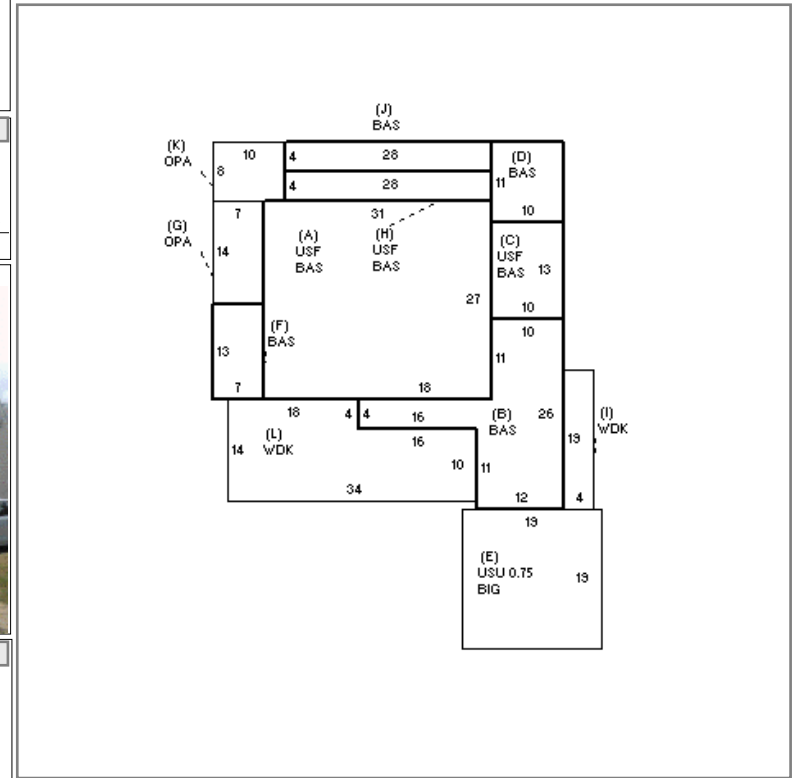 (J)
BAS
(K)
OPA
10
4
28
(D)
BAS
8
4
28
11
10
7
31
(G)
OPA
(A)
USF
BAS
(H)
USF
BAS
(C)
USF
BAS
13
14
27
10
(F)
BAS
10
13
11
7
18
18
4
4
16
(B)
BAS
26
(I)
WDK
(L)
WDK
14
16
19
10
11
34
12
4
19
(E)
USU 0.75
BIG
19